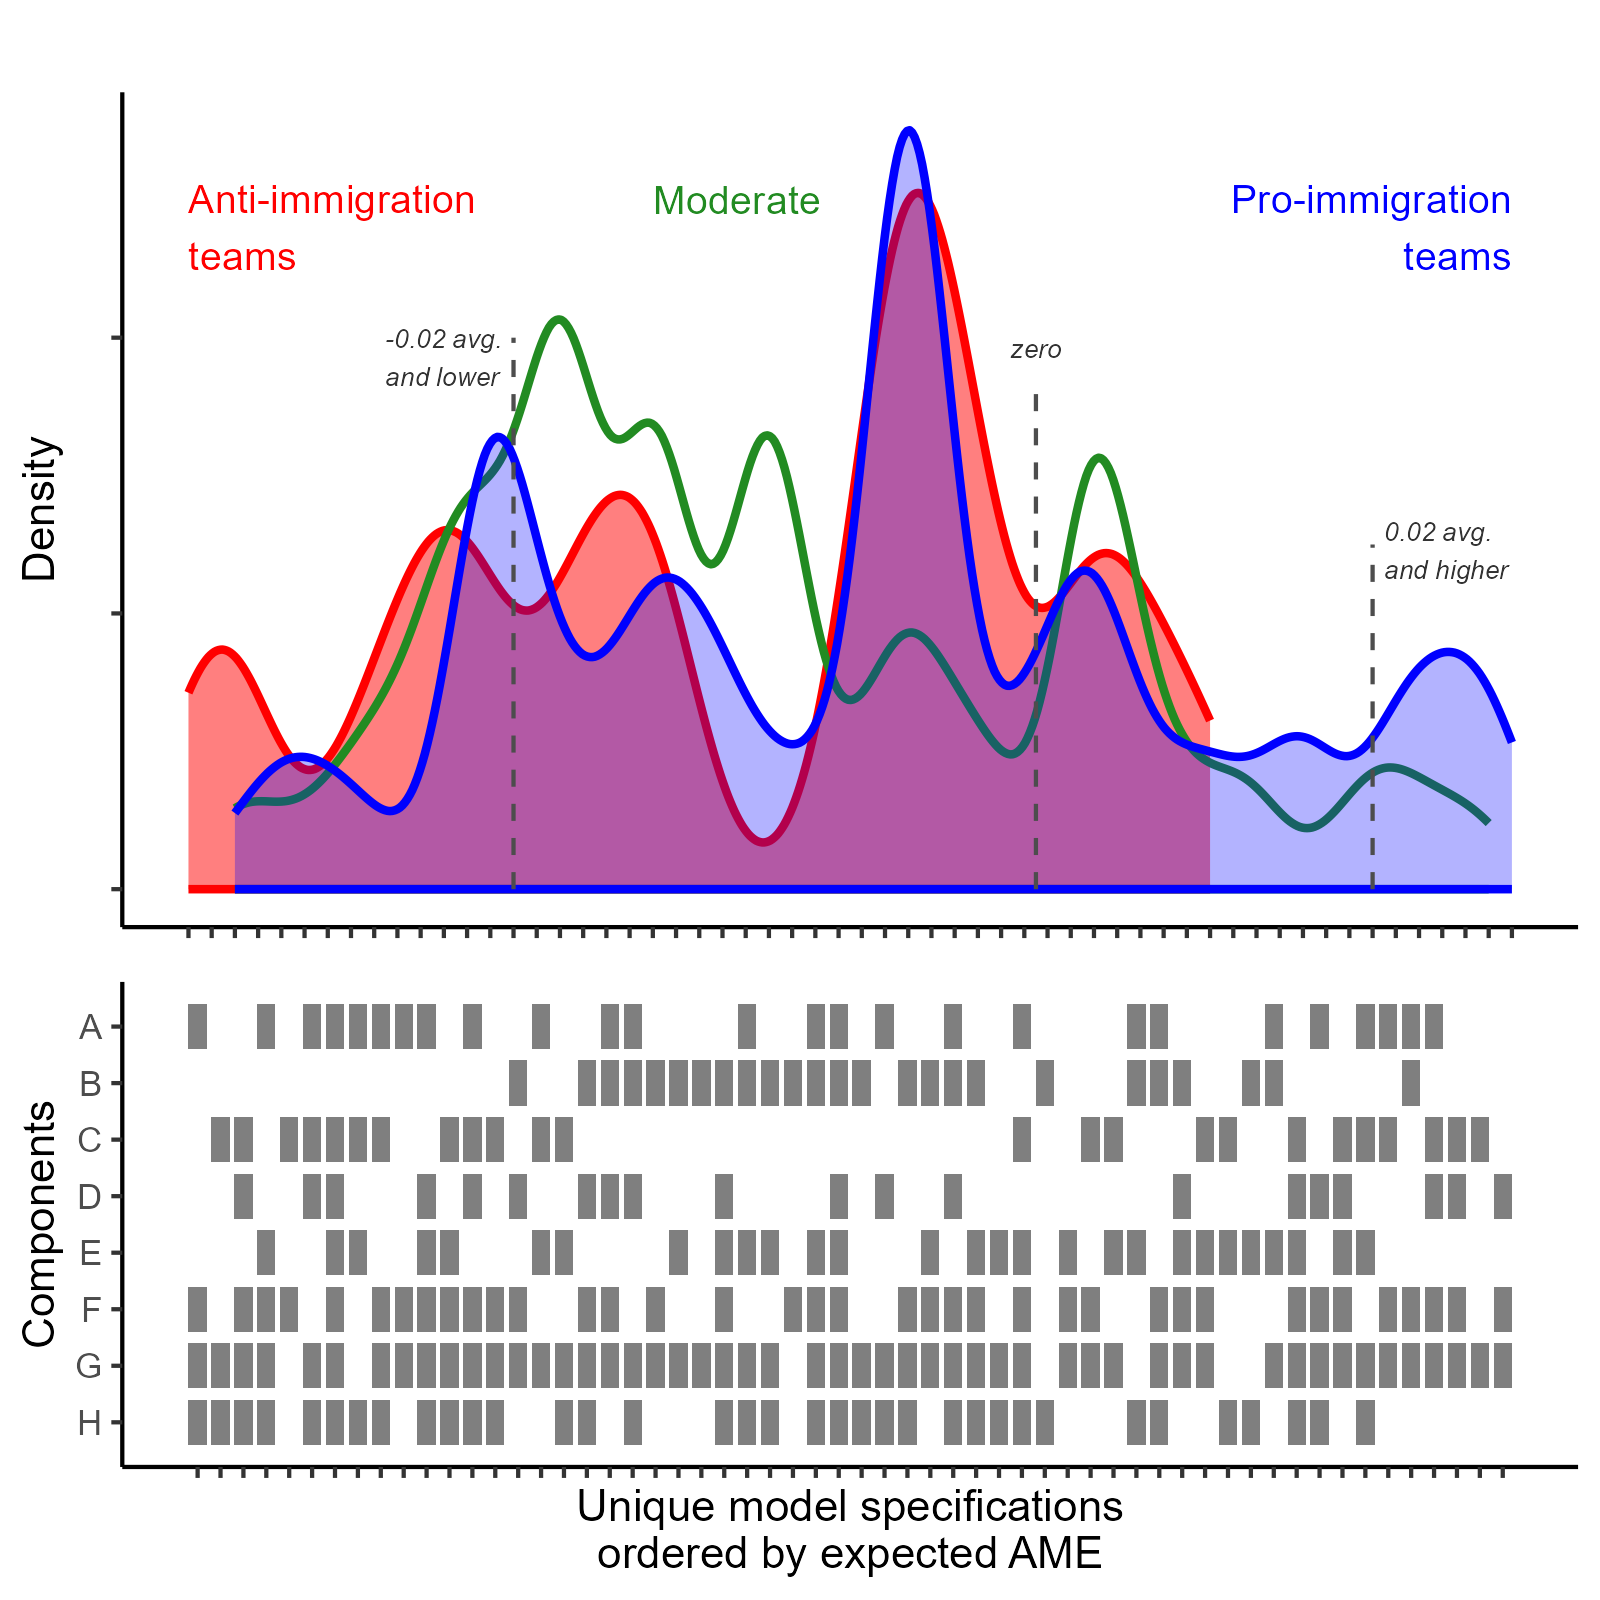 Anti-immigration
teams
Moderate
Pro-immigration
teams
-0.02 avg.
and lower
zero
0.02 avg.
and higher
Density
A
B
C
D
E
F
G
H
Components
Unique model specifications
ordered by expected AME